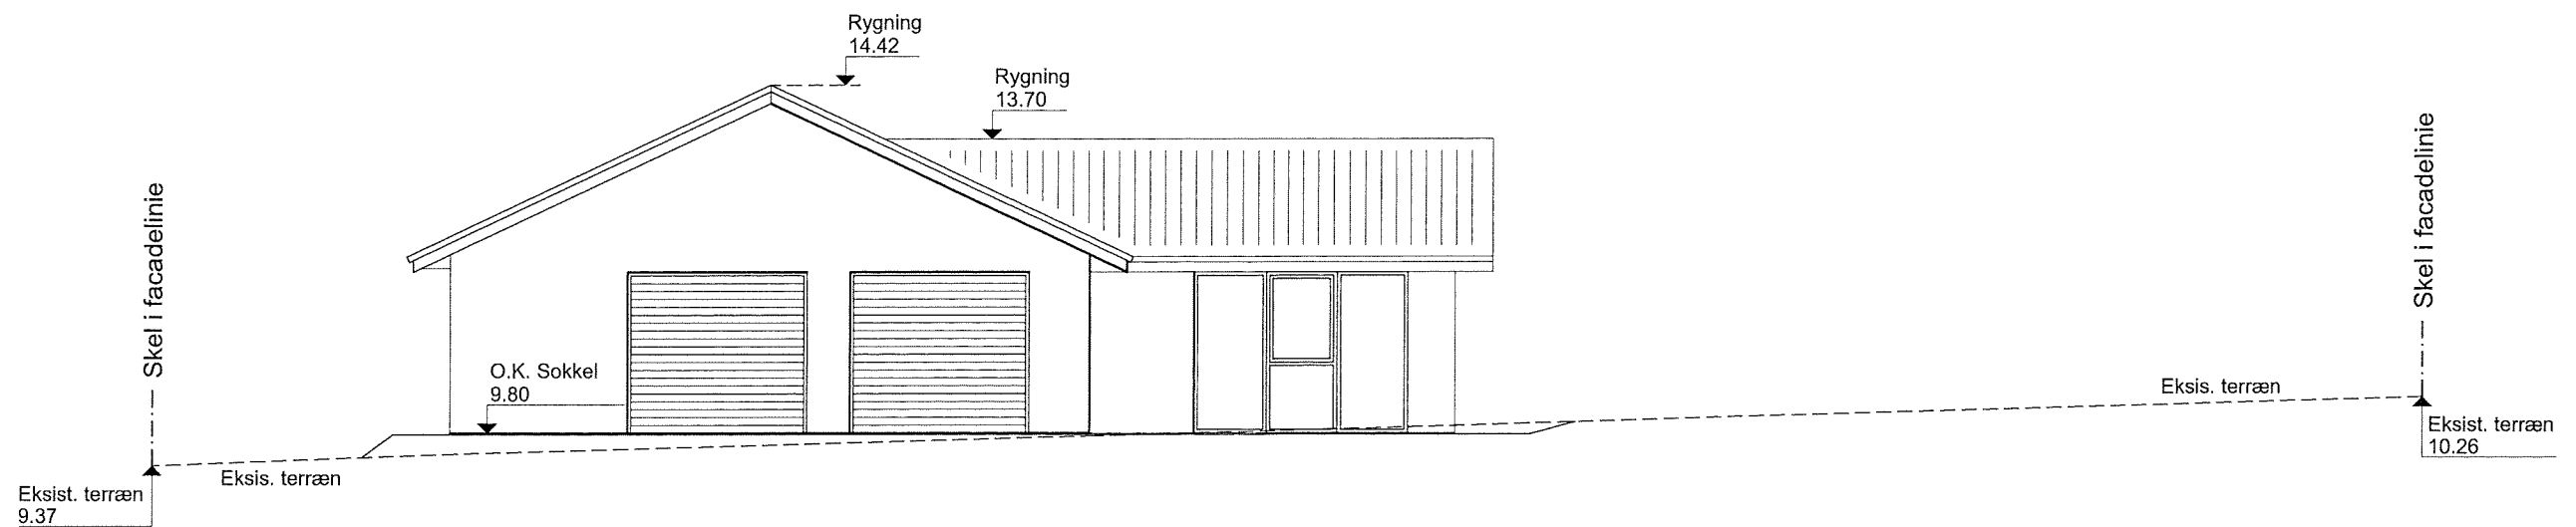 Rygning
14.42
Rygning
13.70
Skel i facadelinie
Skel i facadelinie
O.K. Sokkel
9.80
Eksis. terræn
Eksist. terræn
10.26
Eksis. terræn
Eksist. terræn
9.37